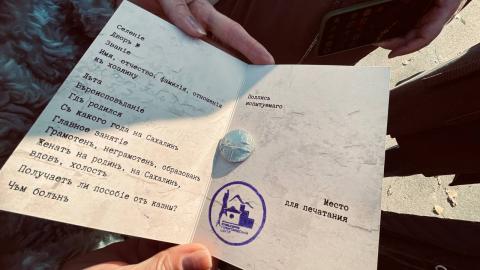 Селеніе
Дворъ №
Званіе
Имя, отчество, фамилія, отношеніе
къ хозяину
Лѣта
Вѣроисповѣданіе
Гдѣ родился
Съ какого года на Сахалинѣ
Главное занятіе
Грамотенъ, неграмотенъ, образованъ
Женатъ на родинѣ, на Сахалинѣ,
вдовъ, холостъ
Получаетъ ли пособіе отъ казны?
Чѣмъ боленъ
Подпись
испытуемаго
Место
для печатания